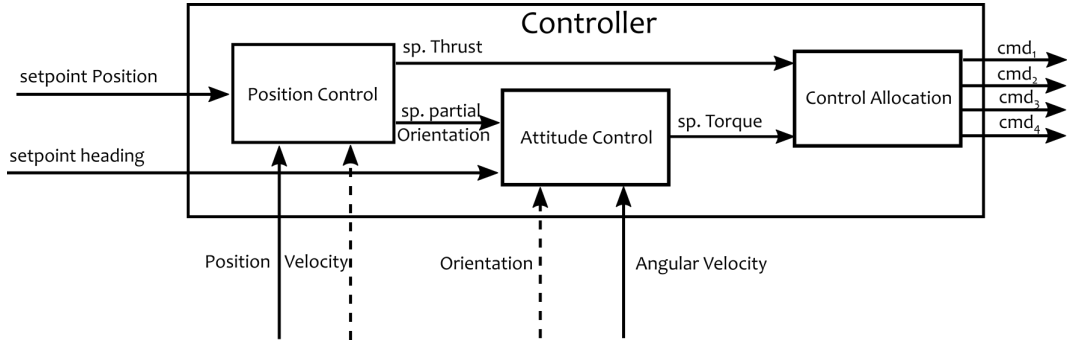 Controller
sp. Thrust
cmd1
setpoint Position
Position Control
cmd2
Control Allocation
cmd3
sp. partial
Orientation
Attitude Control
sp. Torque
cmd4
setpoint heading
Position
Velocity
Orientation
Angular Velocity